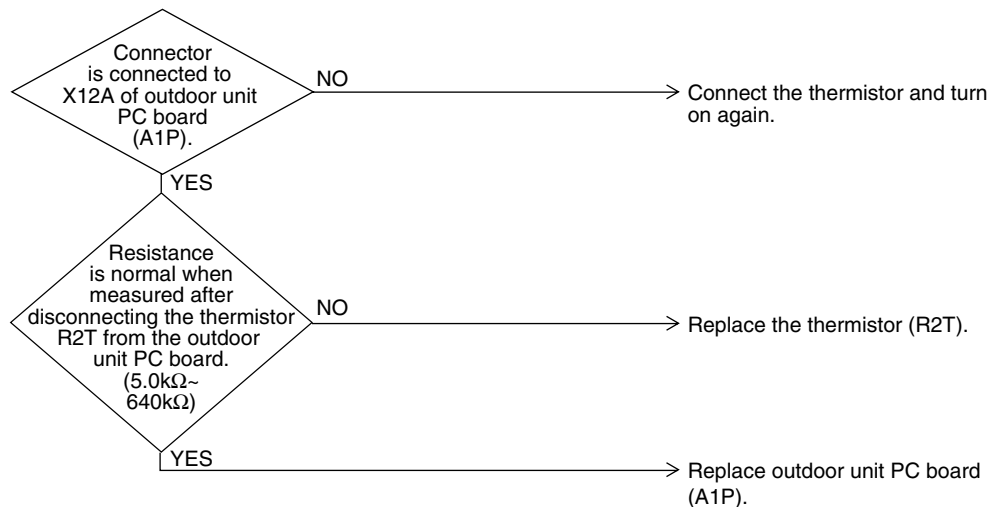 Connector
is connected to
X12A of outdoor unit
PC board
(A1P).
NO
Connect the thermistor and turn
on again.
YES
Resistance
is normal when
measured after
disconnecting the thermistor
R2T from the outdoor
unit PC board.
(5.0kΩ~
640kΩ)
NO
Replace the thermistor (R2T).
YES
Replace outdoor unit PC board
(A1P).